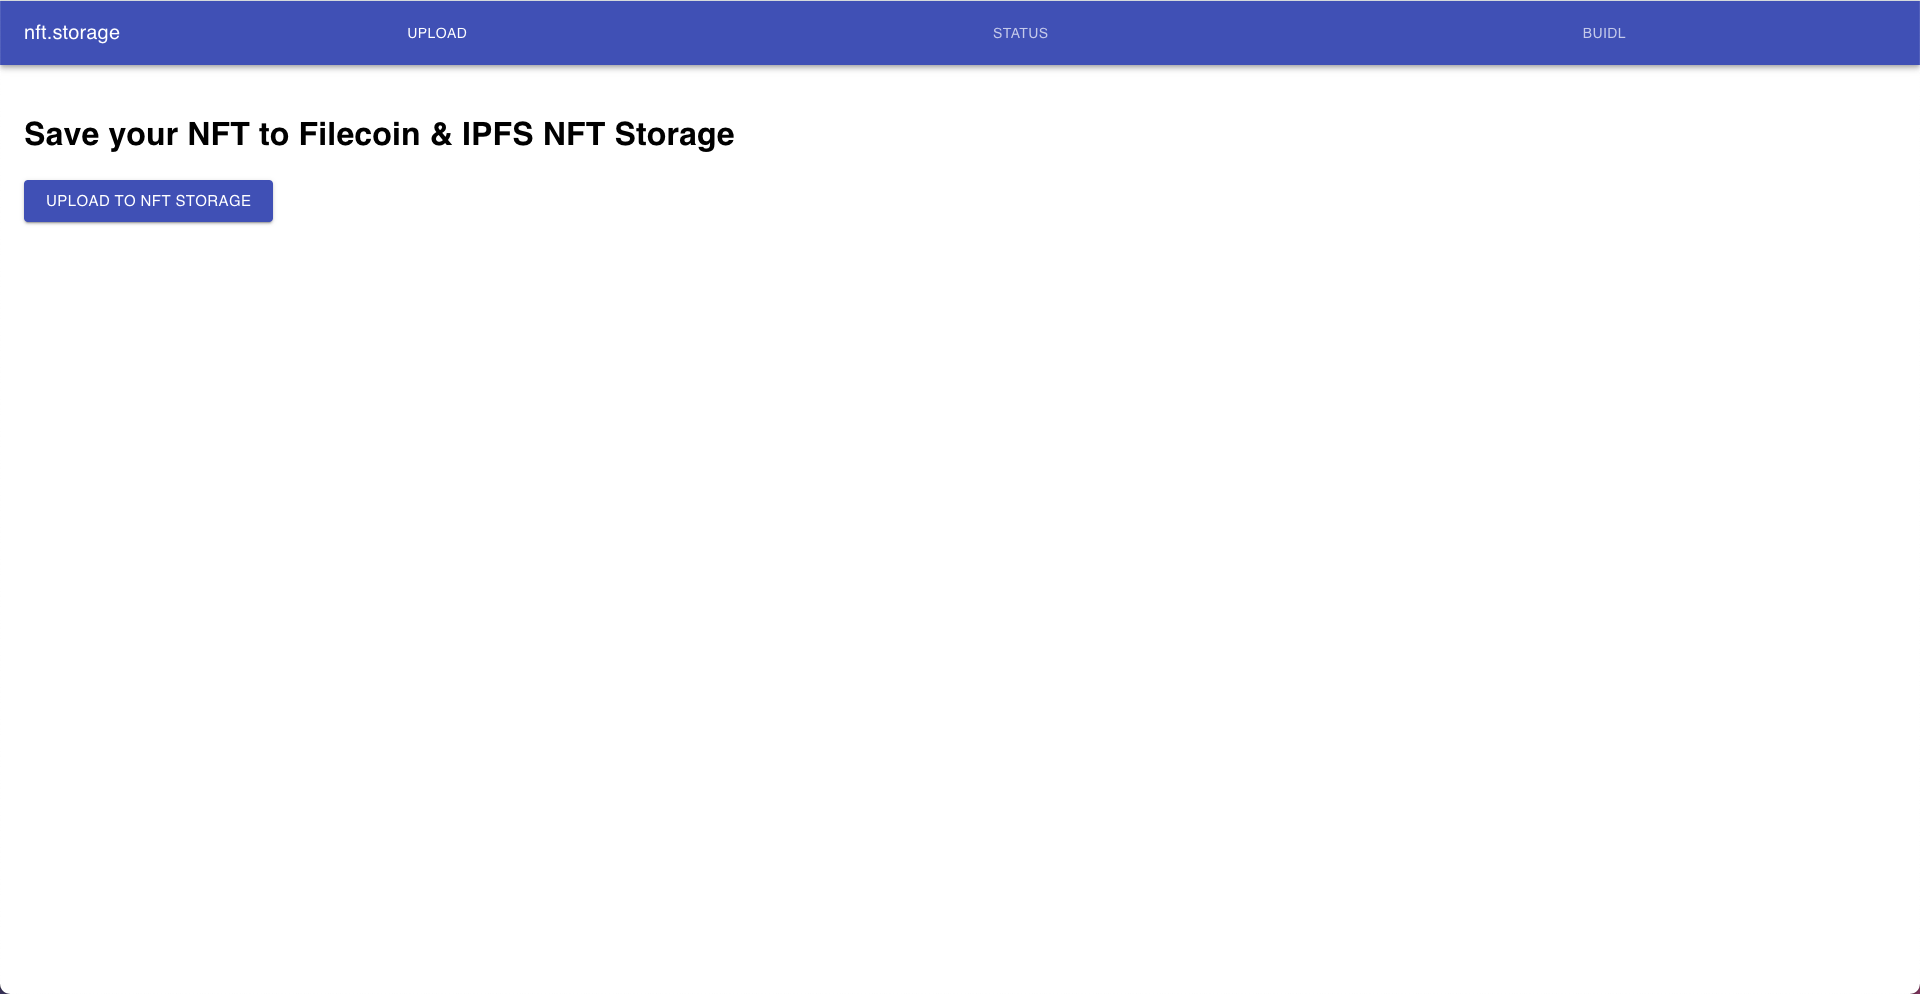 nft.storage UPLOAD STATUS BUIDL
Save your NFT to Filecoin & IPFS NFT Storage
UPLOAD TO NFT STORAGE